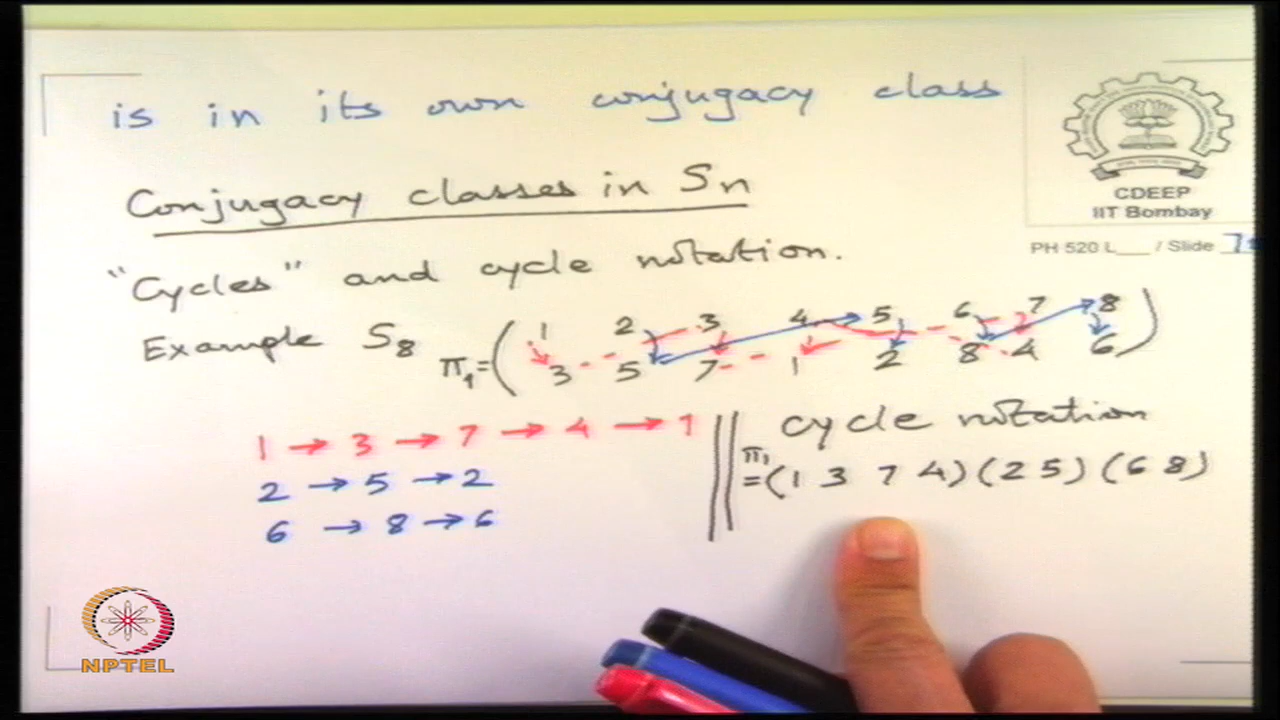 is in its own conjugacy class
CDEEP
IIT Bombay
PH 520 L___ / Slide
Conjugacy classes in Sn
"Cycles" and cycle notation.
Example S8 π1 = ( 1 2 3 4 5 6 7 8
3 5 7 1 2 8 4 6 )
1 → 3 → 7 → 4 → 1
2 → 5 → 2
6 → 8 → 6
cycle notation
π1 = (1 3 7 4) (2 5) (6 8)
NPTEL